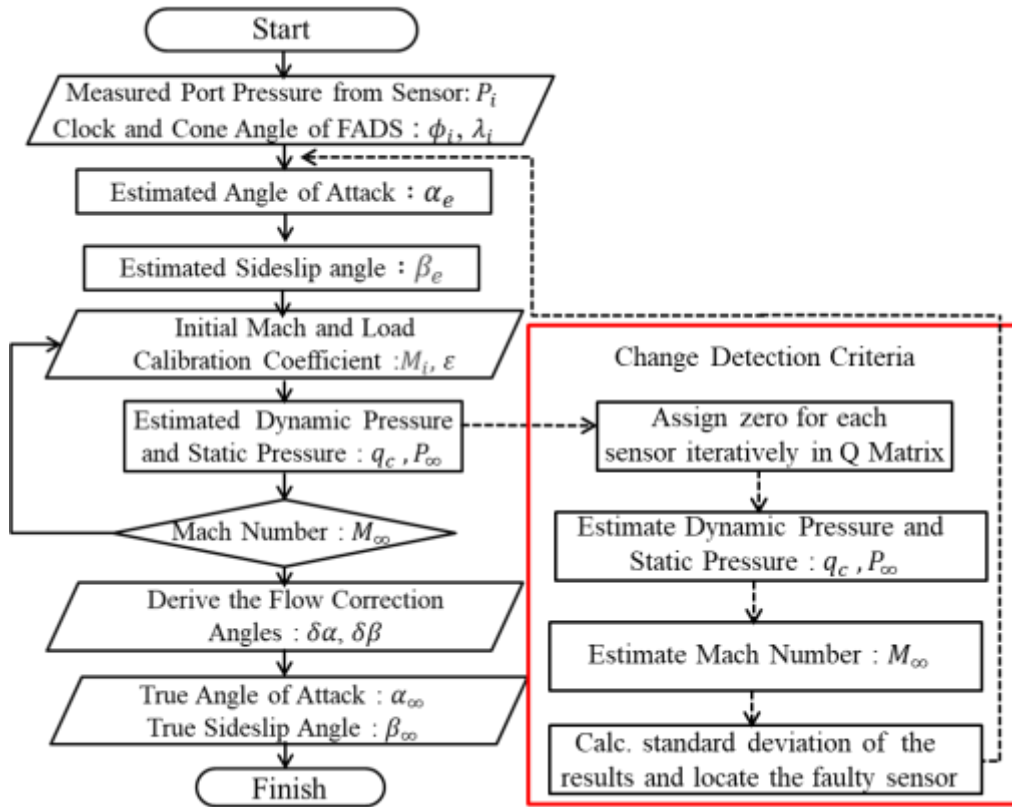 Start
Measured Port Pressure from Sensor: P_i
Clock and Cone Angle of FADS : ϕ_i, λ_i
Estimated Angle of Attack : α_e
Estimated Sideslip angle : β_e
Initial Mach and Load
Calibration Coefficient :M_i, ε
Estimated Dynamic Pressure
and Static Pressure : q_c , P_∞
Mach Number : M_∞
Derive the Flow Correction
Angles : δα, δβ
True Angle of Attack : α_∞
True Sideslip Angle : β_∞
Finish
Change Detection Criteria
Assign zero for each
sensor iteratively in Q Matrix
Estimate Dynamic Pressure and
Static Pressure : q_c , P_∞
Estimate Mach Number : M_∞
Calc. standard deviation of the
results and locate the faulty sensor